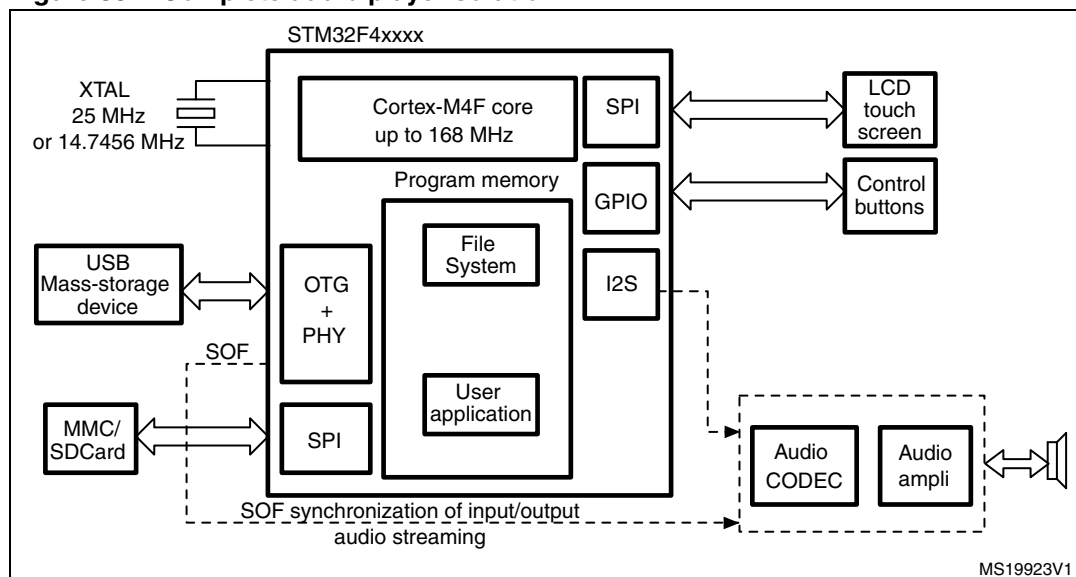 STM32F4xxxx
XTAL
25 MHz
or 14.7456 MHz
Cortex-M4F core
up to 168 MHz
SPI
LCD
touch
screen
Program memory
GPIO
Control
buttons
File
System
USB
Mass-storage
device
OTG
+
PHY
I2S
SOF
User
application
MMC/
SDCard
SPI
Audio
CODEC
Audio
ampli
SOF synchronization of input/output
audio streaming
MS19923V1